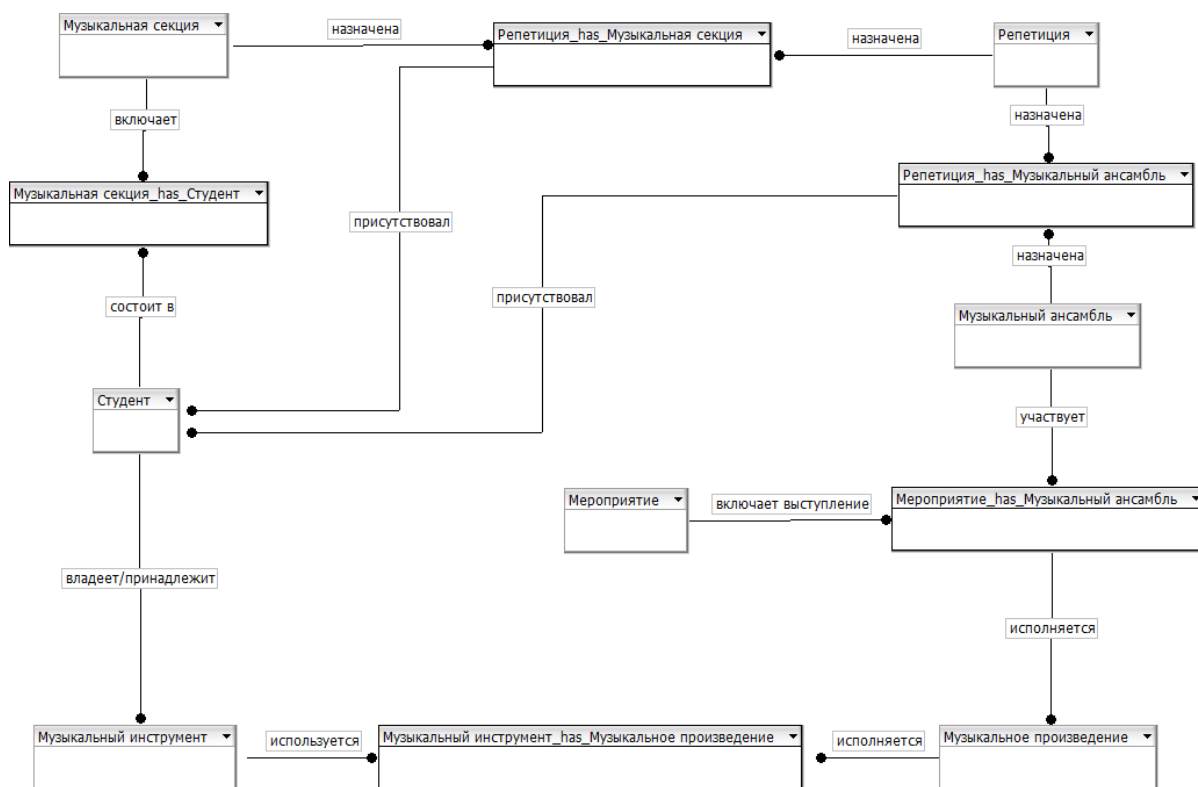 Музыкальная секция
назначена
Репетиция_has_Музыкальная секция
назначена
Репетиция
включает
назначена
Музыкальная секция_has_Студент
Репетиция_has_Музыкальный ансамбль
присутствовал
назначена
состоит в
присутствовал
Музыкальный ансамбль
Студент
участвует
Мероприятие
включает выступление
Мероприятие_has_Музыкальный ансамбль
владеет/принадлежит
исполняется
Музыкальный инструмент
используется
Музыкальный инструмент_has_Музыкальное произведение
исполняется
Музыкальное произведение